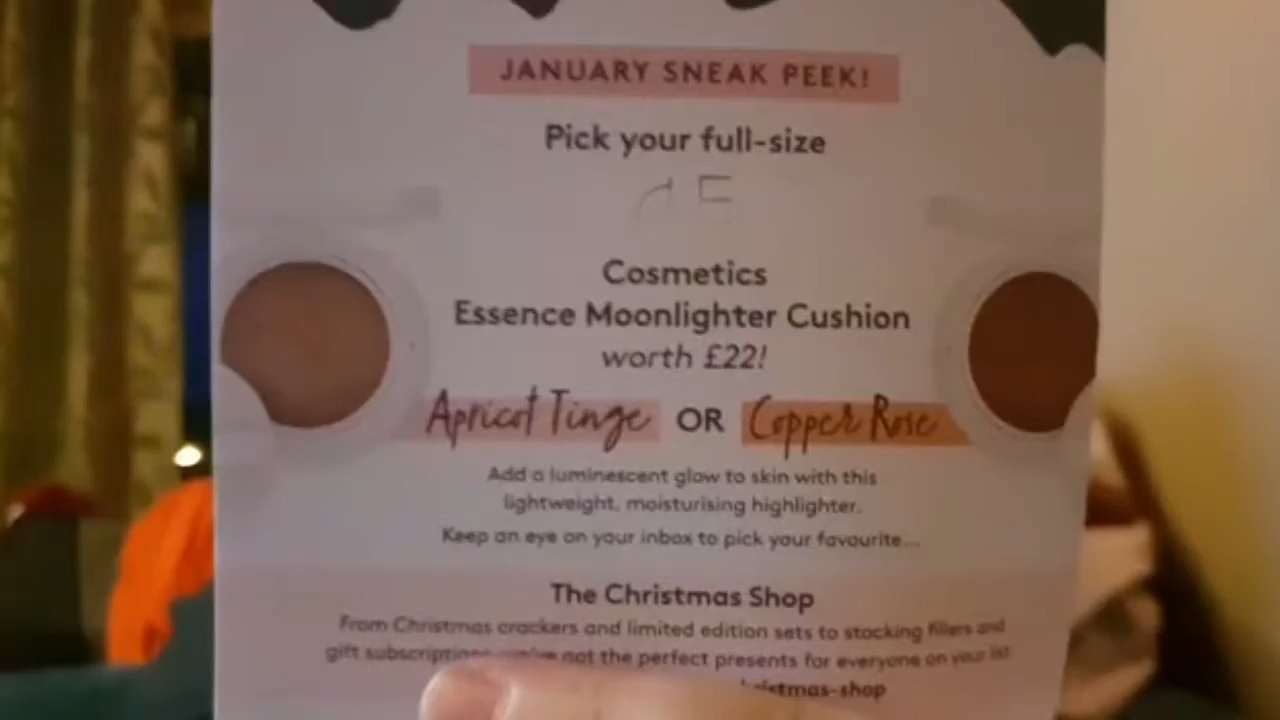 JANUARY SNEAK PEEK!
Pick your full-size
Cosmetics
Essence Moonlighter Cushion
worth £22!
Apricot Tinge OR Copper Rose
Add a luminescent glow to skin with this
lightweight, moisturising highlighter.
Keep an eye on your inbox to pick your favourite...
The Christmas Shop
From Christmas crackers and limited edition sets to stocking fillers and
gift subscriptions got the perfect presents for everyone on your list